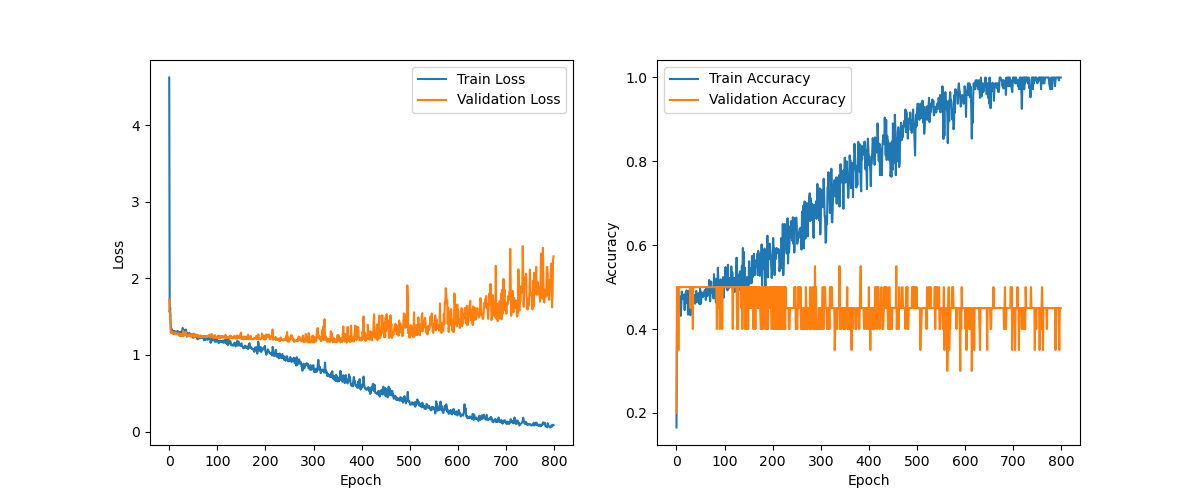 Train Loss
Validation Loss
4
3
2
1
0
Loss
0 100 200 300 400 500 600 700 800
Epoch
Train Accuracy
Validation Accuracy
1.0
0.8
0.6
0.4
0.2
Accuracy
0 100 200 300 400 500 600 700 800
Epoch